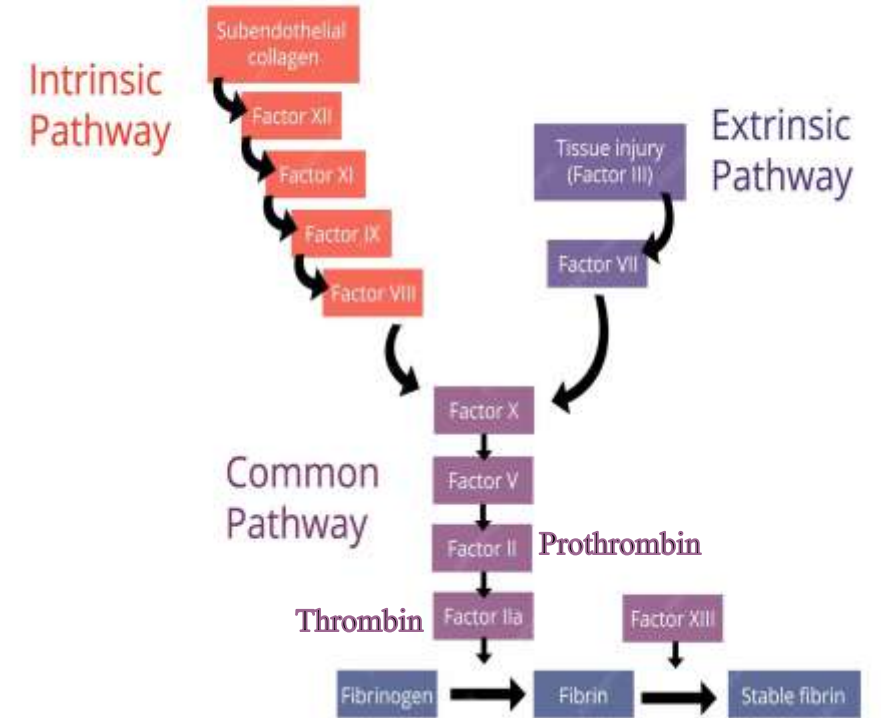 Subendothelial
collagen
Intrinsic
Pathway
Factor XII
Factor XI
Factor IX
Factor VIII
Extrinsic
Pathway
Tissue injury
(Factor III)
Factor VII
Factor X
Common
Pathway
Factor V
Factor II
Prothrombin
Thrombin
Factor IIa
Factor XIII
Fibrinogen
Fibrin
Stable fibrin